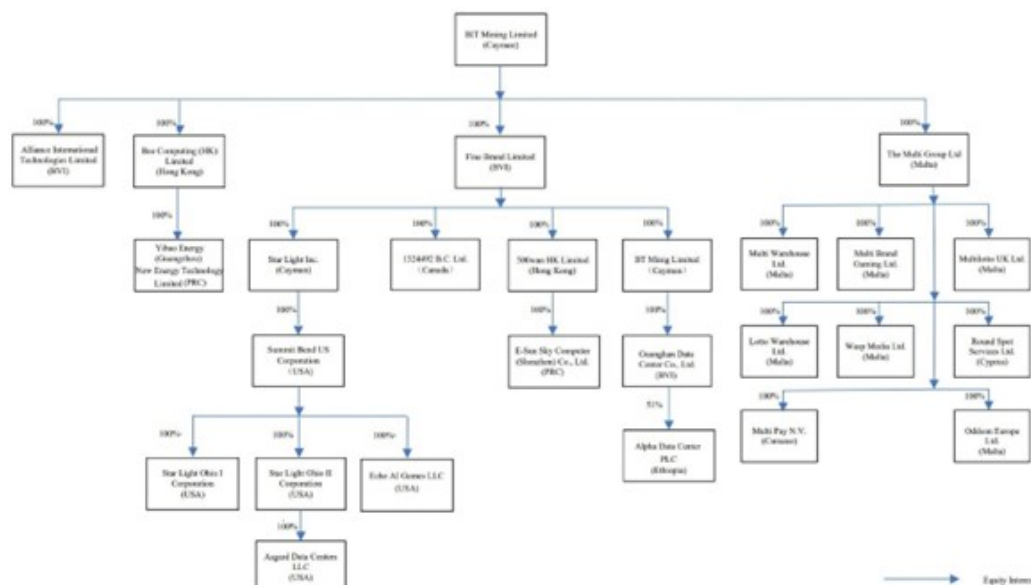 BIT Mining Limited
(Cayman)
100%
100%
100%
100%
Alliance International
Technologies Limited
(BVI)
Bee Computing (HK)
Limited
(Hong Kong)
Fine Brand Limited
(BVI)
The Multi Group Ltd
(Malta)
100%
Yibao Energy
(Guangzhou)
New Energy Technology
Limited (PRC)
100%
100%
100%
100%
Star Light Inc.
(Cayman)
1324492 B.C. Ltd.
(Canada)
500wan HK Limited
(Hong Kong)
BT Mining Limited
(Cayman)
100%
100%
100%
Multi Warehouse
Ltd.
(Malta)
Multi Brand
Gaming Ltd.
(Malta)
Multilotto UK Ltd.
(Malta)
100%
100%
100%
Summit Bend US
Corporation
(USA)
E-Sun Sky Computer
(Shenzhen) Co., Ltd.
(PRC)
Guanghan Data
Center Co., Ltd.
(BVI)
100%
100%
100%
Lotto Warehouse
Ltd.
(Malta)
Wasp Media Ltd.
(Malta)
Round Spot
Services Ltd.
(Cyprus)
100%
100%
100%
51%
Star Light Ohio I
Corporation
(USA)
Star Light Ohio II
Corporation
(USA)
Echo AI Games LLC
(USA)
Alpha Data Center
PLC
(Ethiopia)
100%
100%
Multi Pay N.V.
(Curacao)
Oddson Europe
Ltd.
(Malta)
100%
Asgard Data Centers
LLC
(USA)
Equity Interes